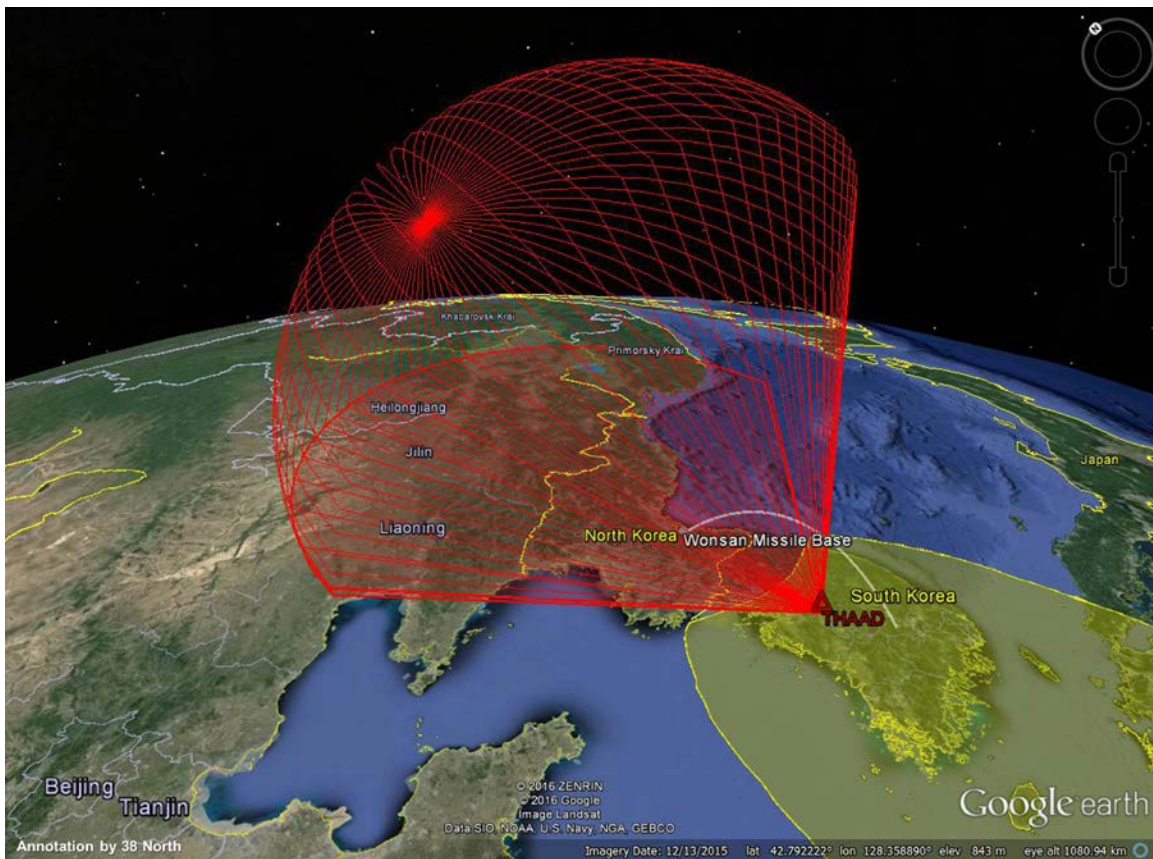 N
Khabarovsk Krai
Primorsky Krai
Heilongjiang
Jilin
Japan
Liaoning
North Korea
Wonsan Missile Base
South Korea
THAAD
Beijing
Tianjin
© 2016 ZENRIN
© 2016 Google
Image Landsat
Data SIO, NOAA, U.S. Navy, NGA, GEBCO
Google earth
Annotation by 38 North
Imagery Date: 12/13/2015 lat 42.792222° lon 128.358890° elev 843 m eye alt 1080.94 km